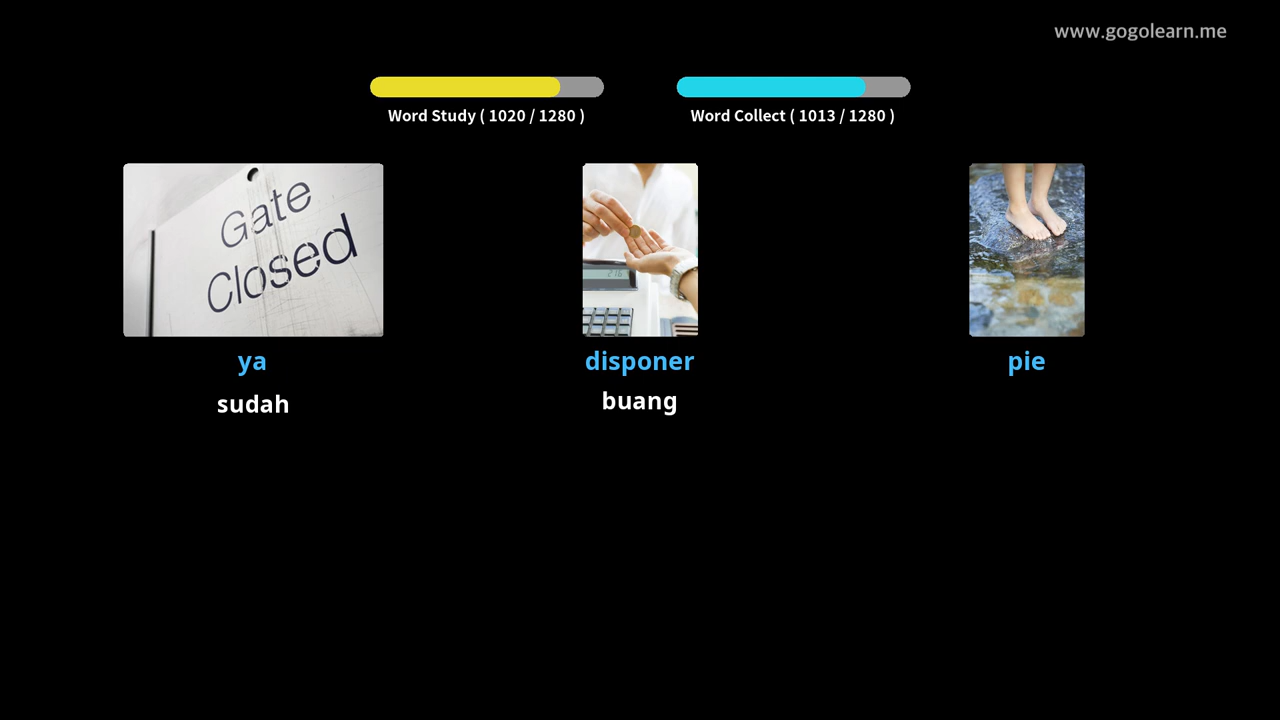 www.gogolearn.me
Word Study ( 1020 / 1280 )
Word Collect ( 1013 / 1280 )
Gate
Closed
ya
disponer
pie
sudah
buang